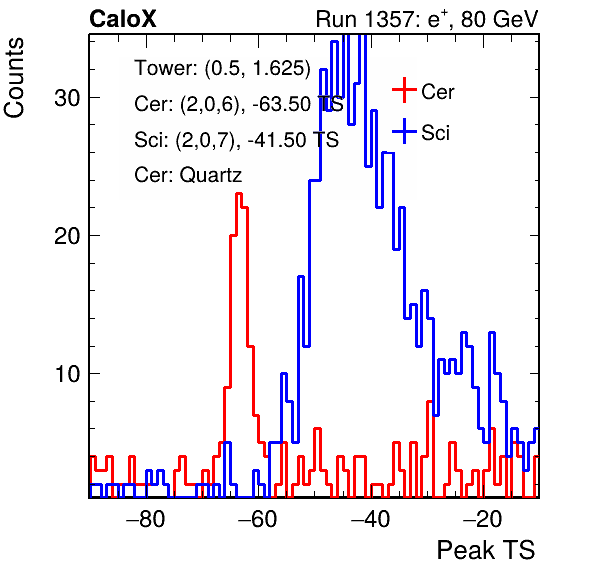 CaloX Run 1357: e⁺, 80 GeV
Counts
Tower: (0.5, 1.625)
Cer: (2,0,6), -63.50 TS
Sci: (2,0,7), -41.50 TS
Cer: Quartz
Cer
Sci
30
20
10
−80 −60 −40 −20
Peak TS